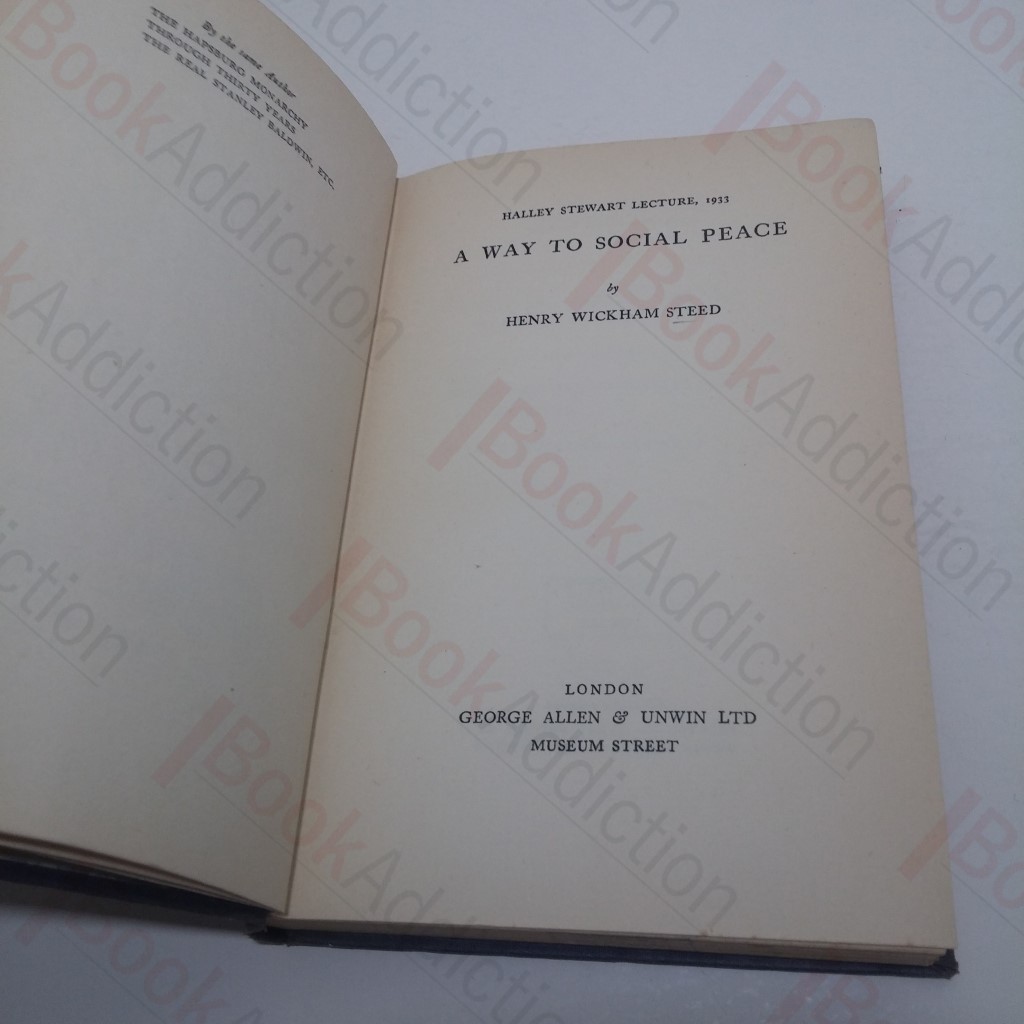 By the same Author
THE HAPSBURG MONARCHY
THROUGH THIRTY YEARS
THE REAL STANLEY BALDWIN, ETC.
HALLEY STEWART LECTURE, 1933
A WAY TO SOCIAL PEACE
by
HENRY WICKHAM STEED
LONDON
GEORGE ALLEN & UNWIN LTD
MUSEUM STREET
BookAddiction